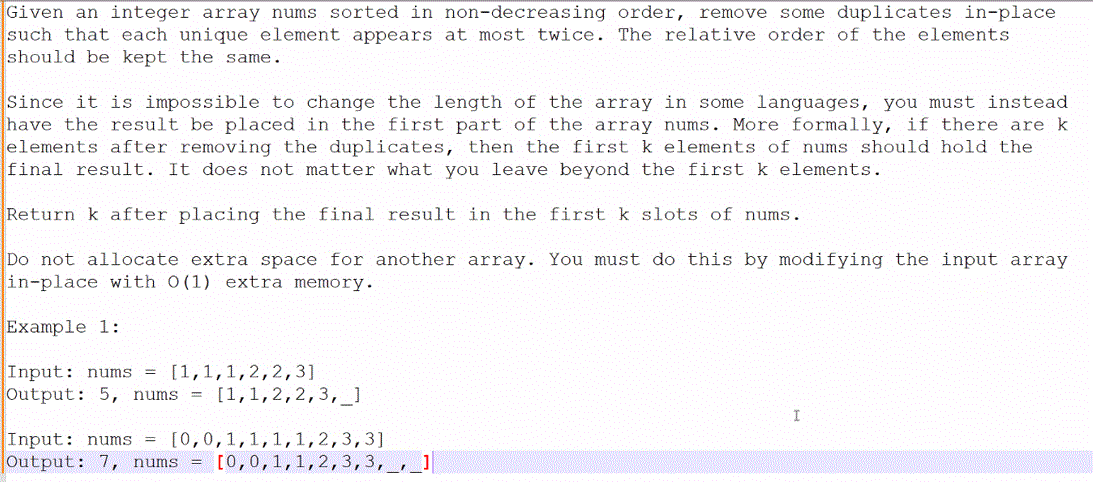 Given an integer array nums sorted in non-decreasing order, remove some duplicates in-place
such that each unique element appears at most twice. The relative order of the elements
should be kept the same.
Since it is impossible to change the length of the array in some languages, you must instead
have the result be placed in the first part of the array nums. More formally, if there are k
elements after removing the duplicates, then the first k elements of nums should hold the
final result. It does not matter what you leave beyond the first k elements.
Return k after placing the final result in the first k slots of nums.
Do not allocate extra space for another array. You must do this by modifying the input array
in-place with O(1) extra memory.
Example 1:
Input: nums = [1,1,1,2,2,3]
Output: 5, nums = [1,1,2,2,3,_]
Input: nums = [0,0,1,1,1,1,2,3,3]
Output: 7, nums = [0,0,1,1,2,3,3,_,_]